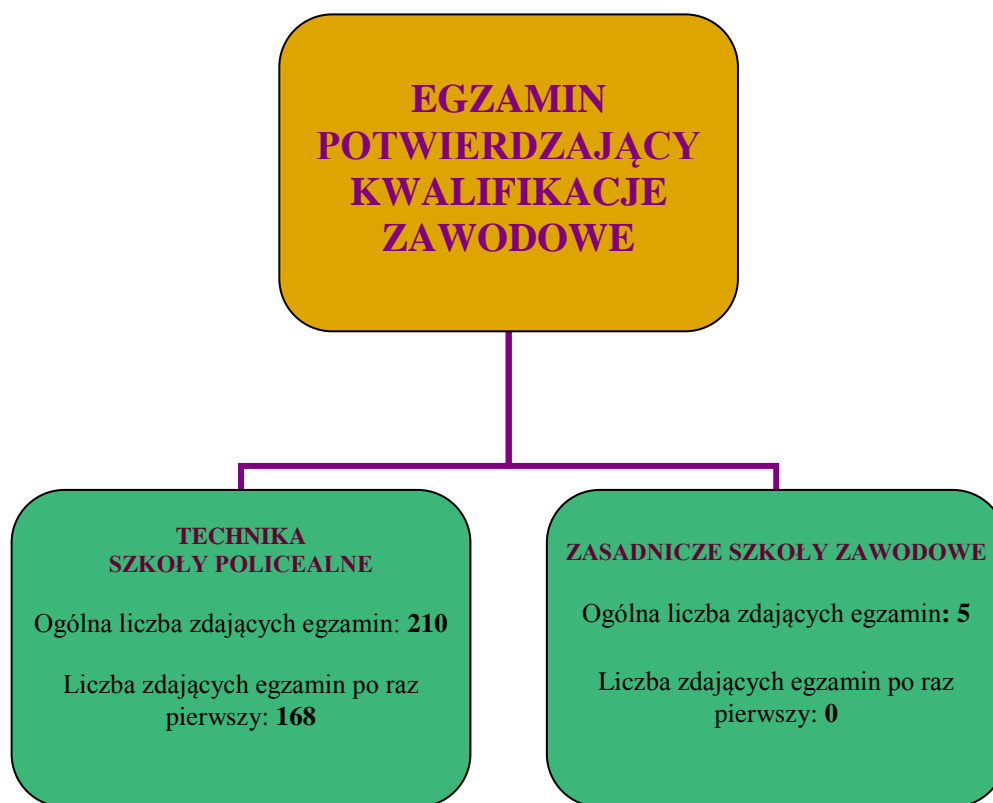 EGZAMIN
POTWIERDZAJĄCY
KWALIFIKACJE
ZAWODOWE
TECHNIKA
SZKOŁY POLICEALNE
Ogólna liczba zdających egzamin: 210
Liczba zdających egzamin po raz
pierwszy: 168
ZASADNICZE SZKOŁY ZAWODOWE
Ogólna liczba zdających egzamin: 5
Liczba zdających egzamin po raz
pierwszy: 0